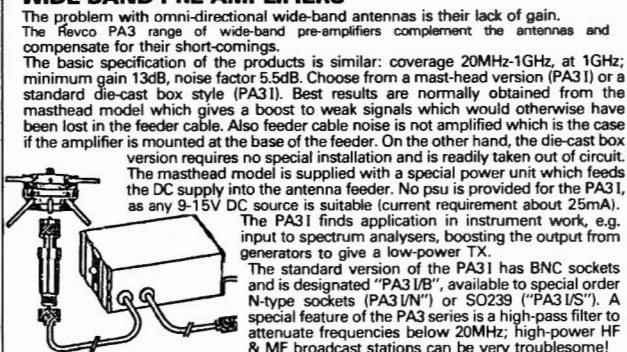 WIDE BAND PRE-AMPLIFIERS
The problem with omni-directional wide-band antennas is their lack of gain.
The Revco PA3 range of wide-band pre-amplifiers complement the antennas and
compensate for their short-comings.
The basic specification of the products is similar: coverage 20MHz-1GHz, at 1GHz;
minimum gain 13dB, noise factor 5.5dB. Choose from a mast-head version (PA3 I) or a
standard die-cast box style (PA3 I). Best results are normally obtained from the
masthead model which gives a boost to weak signals which would otherwise have
been lost in the feeder cable. Also feeder cable noise is not amplified which is the case
if the amplifier is mounted at the base of the feeder. On the other hand, the die-cast box
version requires no special installation and is readily taken out of circuit.
The masthead model is supplied with a special power unit which feeds
the DC supply into the antenna feeder. No psu is provided for the PA3 I,
as any 9-15V DC source is suitable (current requirement about 25mA).
The PA3 I finds application in instrument work, e.g.
input to spectrum analysers, boosting the output from
generators to give a low-power TX.
The standard version of the PA3 I has BNC sockets
and is designated "PA3 I/B", available to special order
N-type sockets (PA3 I/N") or SO239 ("PA3 I/S"). A
special feature of the PA3 series is a high-pass filter to
attenuate frequencies below 20MHz; high-power HF
& MF broadcast stations can be very troublesome!